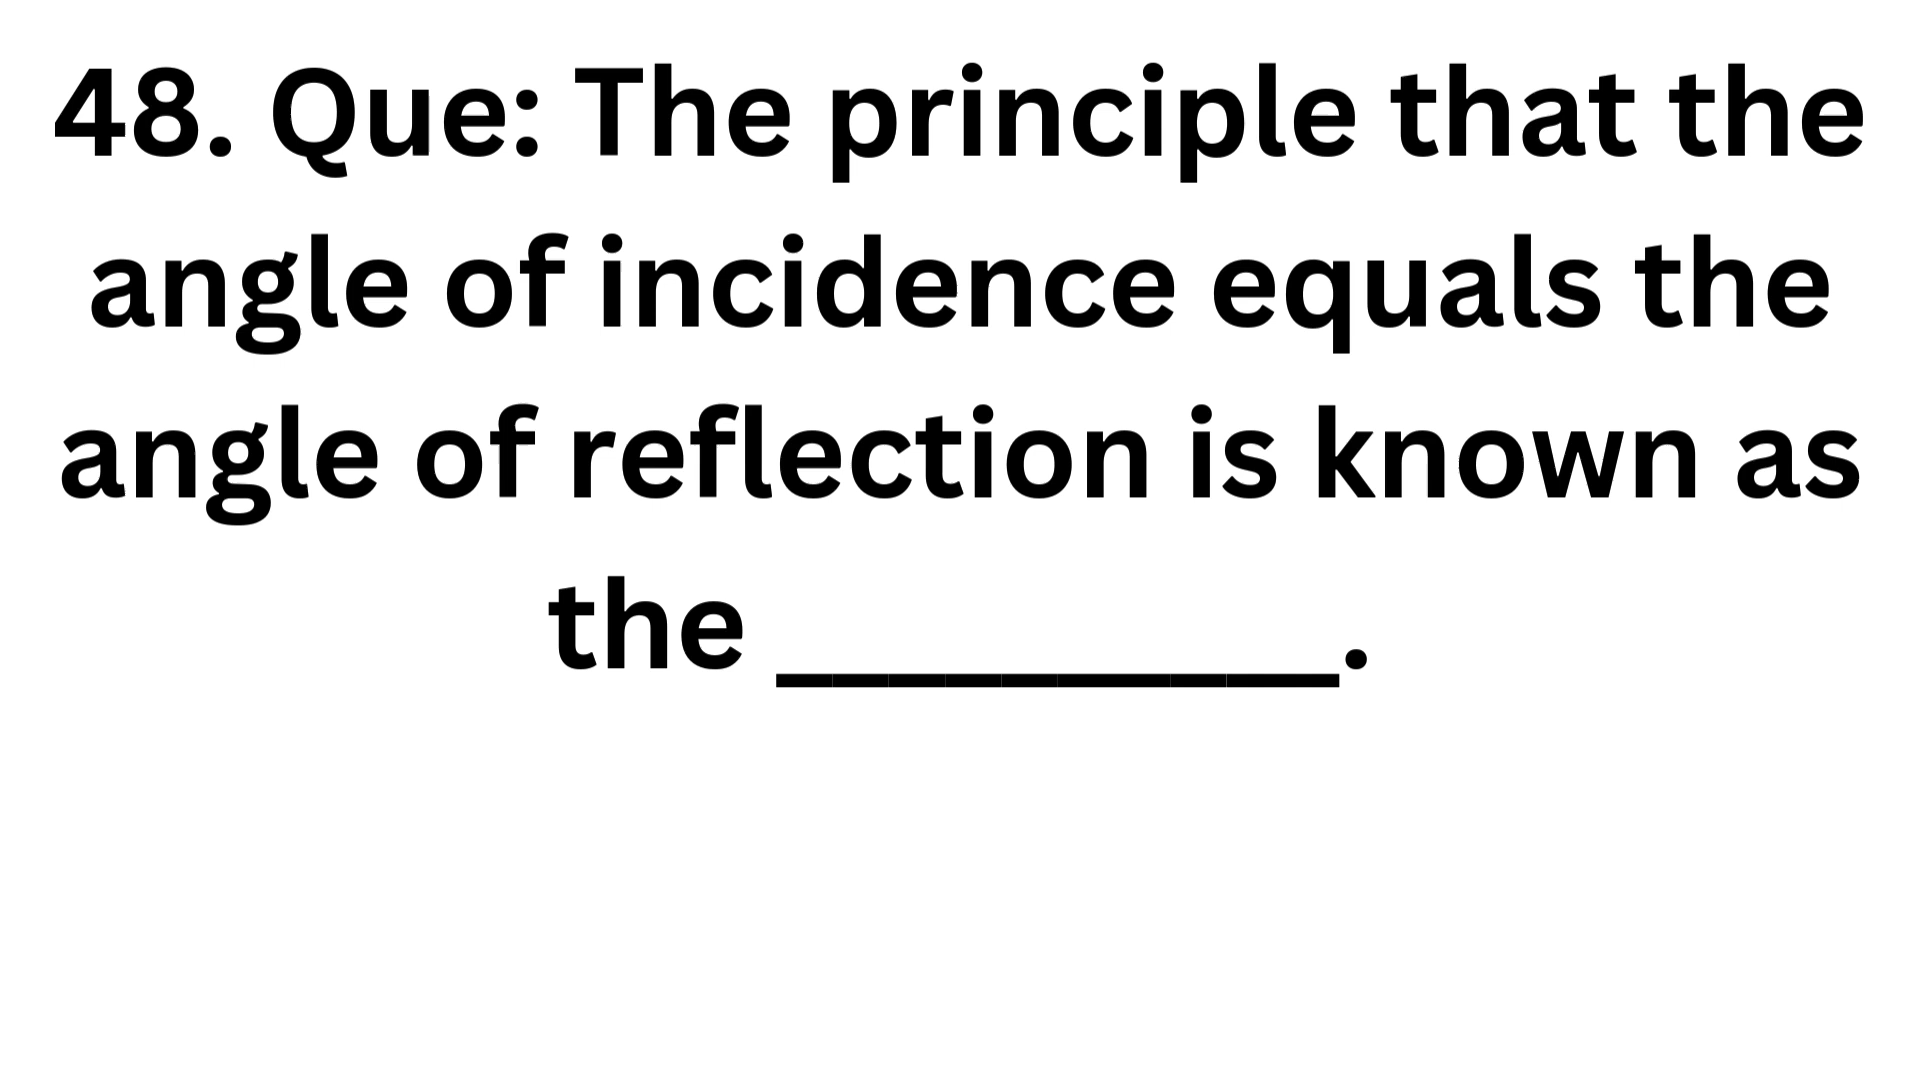 48. Que: The principle that the
angle of incidence equals the
angle of reflection is known as
the __________.